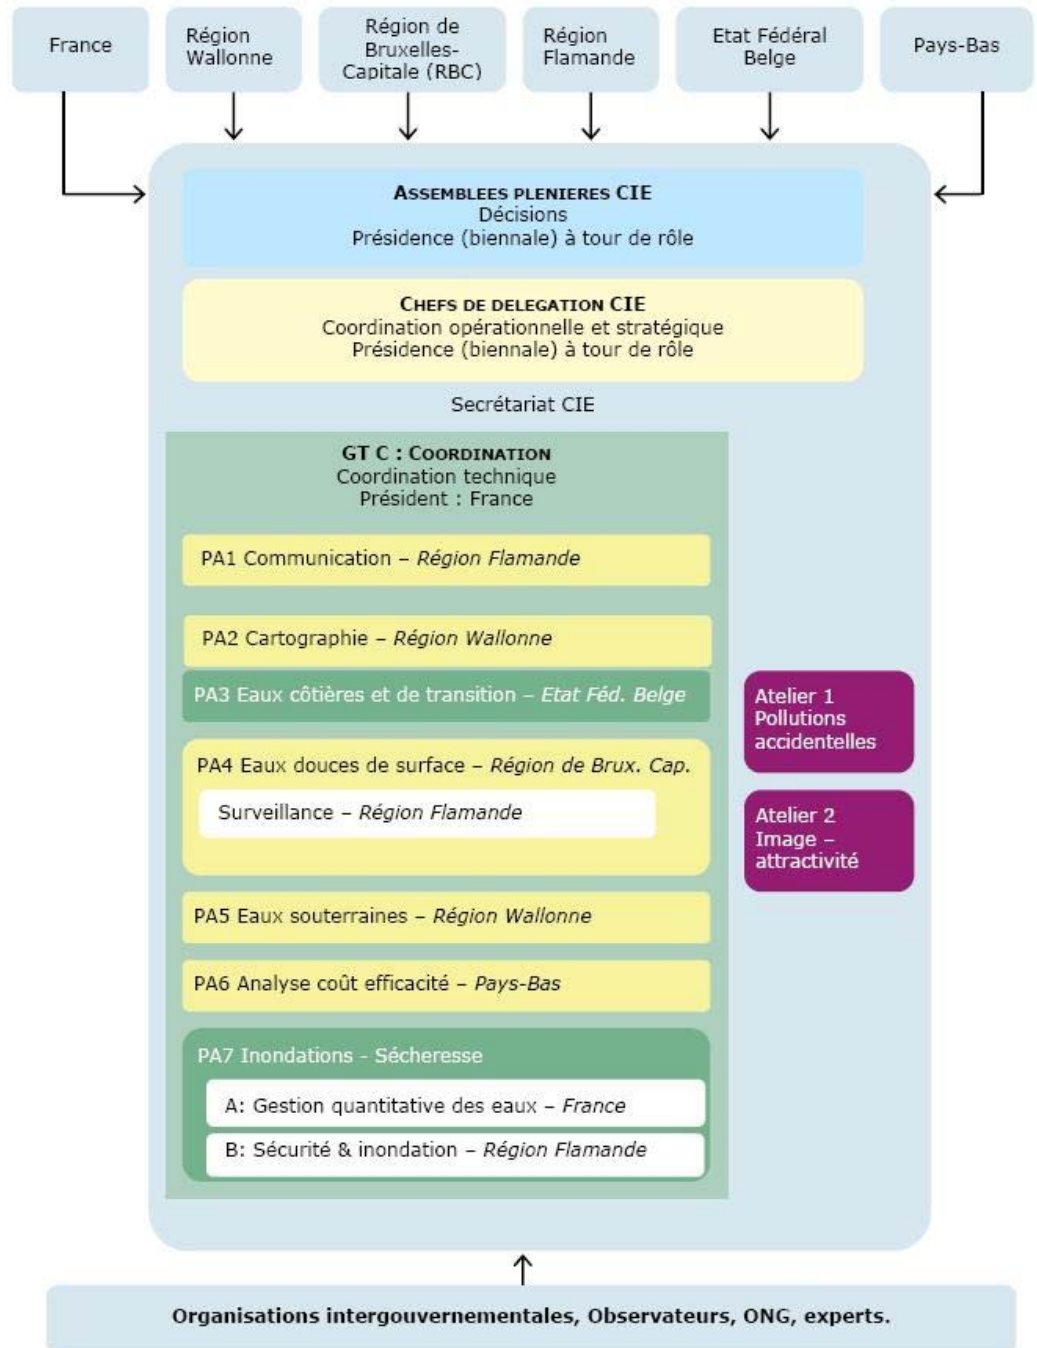 France
Région
Wallonne
Région de
Bruxelles-
Capitale (RBC)
Région
Flamande
Etat Fédéral
Belge
Pays-Bas
ASSEMBLEES PLENIERES CIE
Décisions
Présidence (biennale) à tour de rôle
CHEFS DE DELEGATION CIE
Coordination opérationnelle et stratégique
Présidence (biennale) à tour de rôle
Secrétariat CIE
GT C : COORDINATION
Coordination technique
Président : France
PA1 Communication – Région Flamande
PA2 Cartographie – Région Wallonne
PA3 Eaux côtières et de transition – Etat Féd. Belge
PA4 Eaux douces de surface – Région de Brux. Cap.
Surveillance – Région Flamande
PA5 Eaux souterraines – Région Wallonne
PA6 Analyse coût efficacité – Pays-Bas
PA7 Inondations - Sécheresse
A: Gestion quantitative des eaux – France
B: Sécurité & inondation – Région Flamande
Atelier 1
Pollutions
accidentelles
Atelier 2
Image –
attractivité
Organisations intergouvernementales, Observateurs, ONG, experts.